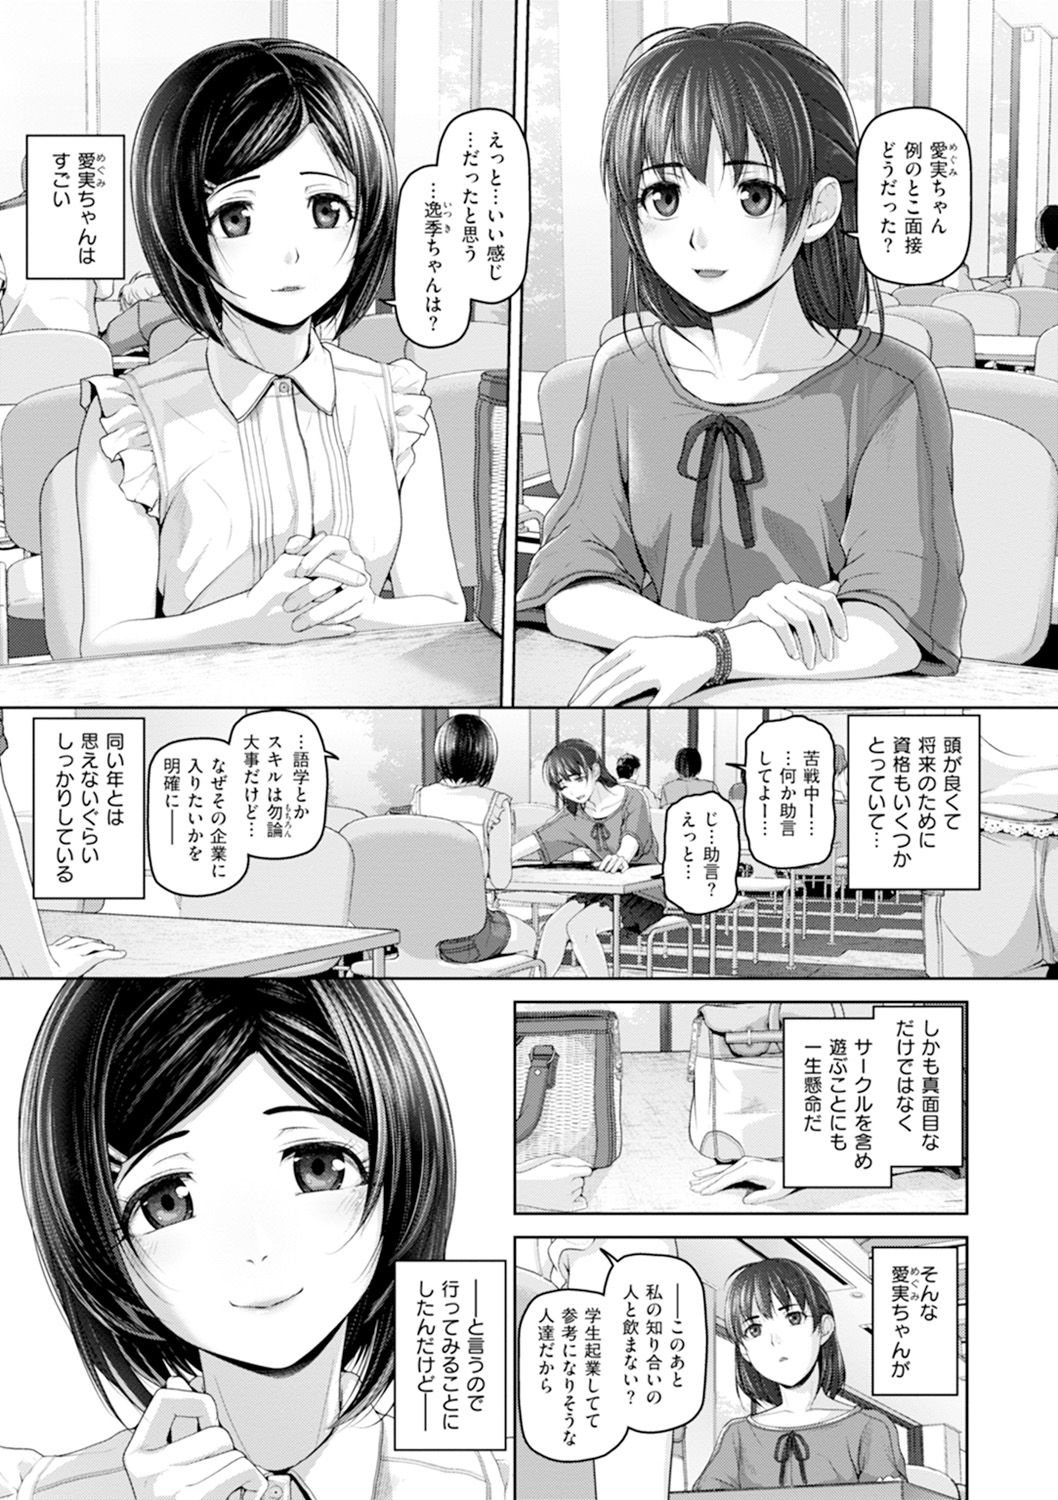 愛実ちゃん
例のとこ面接
どうだった？
えっと…いい感じ
…だったと思う
…逸季ちゃんは？
愛実ちゃんは
すごい
頭が良くて
将来のために
資格もいくつか
とっていて…
苦戦中ー…
…何か助言
してよー…
じ…助言？
えっと…
…語学とか
スキルは勿論
大事だけど…
なぜその企業に
入りたいかを
明確に――
同い年とは
思えないぐらい
しっかりしている
しかも真面目な
だけではなく
サークルを含め
遊ぶことにも
一生懸命だ
そんな
愛実ちゃんが
――このあと
私の知り合いの
人と飲まない？
学生起業してて
参考になりそうな
人達だから
――と言うので
行ってみることに
したんだけど――